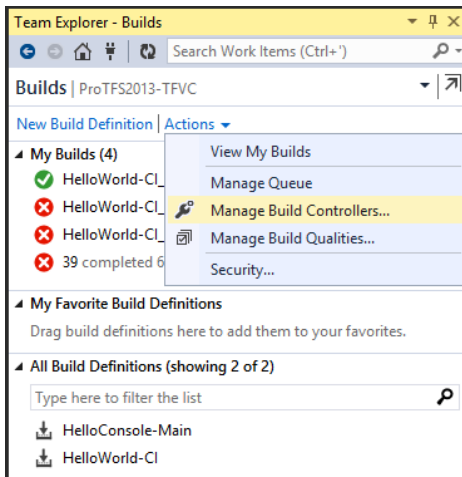 Team Explorer - Builds
Search Work Items (Ctrl+')
Builds | ProTFS2013-TFVC
New Build Definition | Actions
My Builds (4)
View My Builds
HelloWorld-CI_
Manage Queue
HelloWorld-CI_
Manage Build Controllers...
HelloWorld-CI_
Manage Build Qualities...
39 completed 6
Security...
My Favorite Build Definitions
Drag build definitions here to add them to your favorites.
All Build Definitions (showing 2 of 2)
Type here to filter the list
HelloConsole-Main
HelloWorld-CI